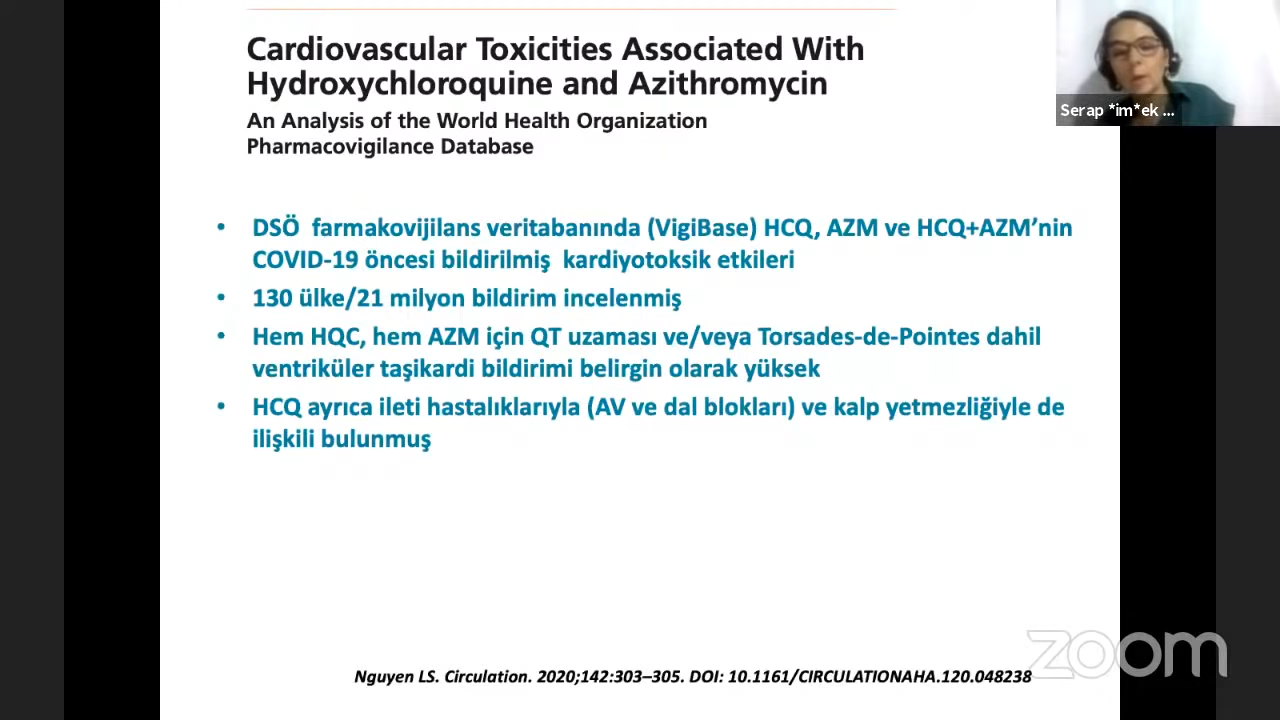 Cardiovascular Toxicities Associated With
Hydroxychloroquine and Azithromycin
An Analysis of the World Health Organization
Pharmacovigilance Database
• DSÖ farmakovijilans veritabanında (VigiBase) HCQ, AZM ve HCQ+AZM’nin
COVID-19 öncesi bildirilmiş kardiyotoksik etkileri
• 130 ülke/21 milyon bildirim incelenmiş
• Hem HQC, hem AZM için QT uzaması ve/veya Torsades-de-Pointes dahil
ventriküler taşikardi bildirimi belirgin olarak yüksek
• HCQ ayrıca ileti hastalıklarıyla (AV ve dal blokları) ve kalp yetmezliğiyle de
ilişkili bulunmuş
Nguyen LS. Circulation. 2020;142:303–305. DOI: 10.1161/CIRCULATIONAHA.120.048238
Serap *im*ek ...
zoom